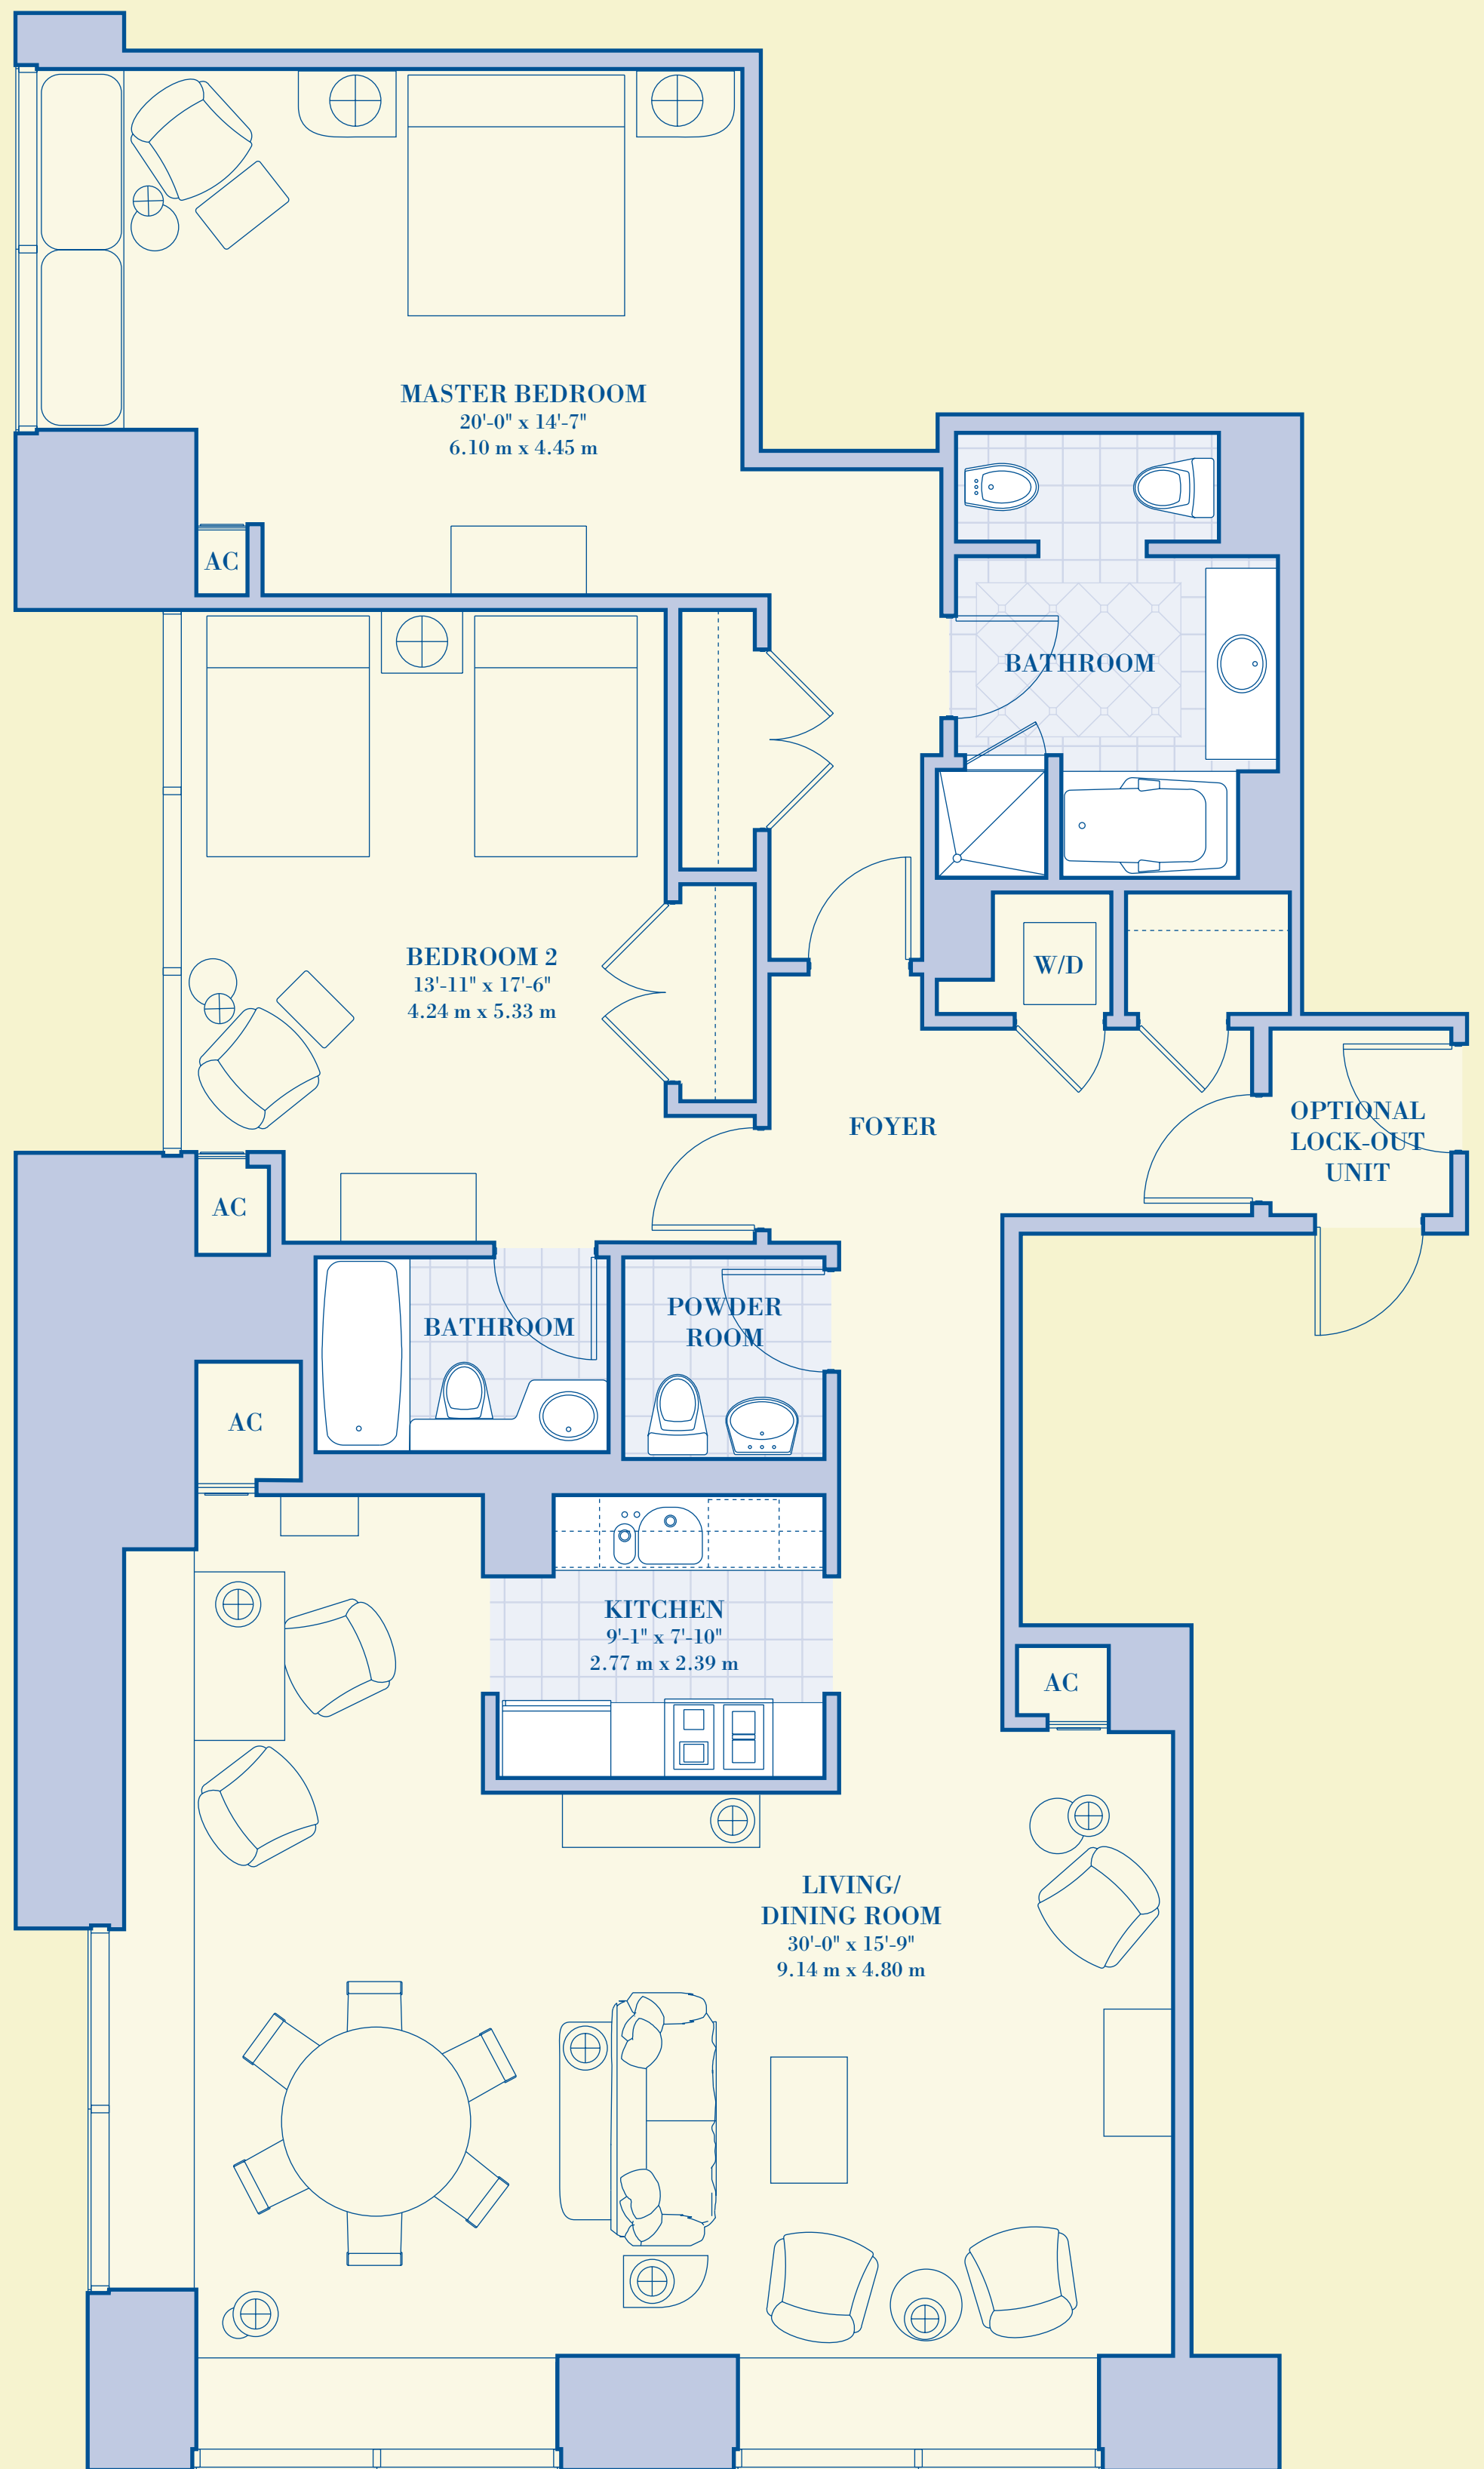 MASTER BEDROOM
20'-0" x 14'-7"
6.10 m x 4.45 m
AC
BATHROOM
BEDROOM 2
13'-11" x 17'-6"
4.24 m x 5.33 m
W/D
FOYER
OPTIONAL
LOCK-OUT
UNIT
AC
BATHROOM
POWDER
ROOM
AC
KITCHEN
9'-1" x 7'-10"
2.77 m x 2.39 m
AC
LIVING/
DINING ROOM
30'-0" x 15'-9"
9.14 m x 4.80 m